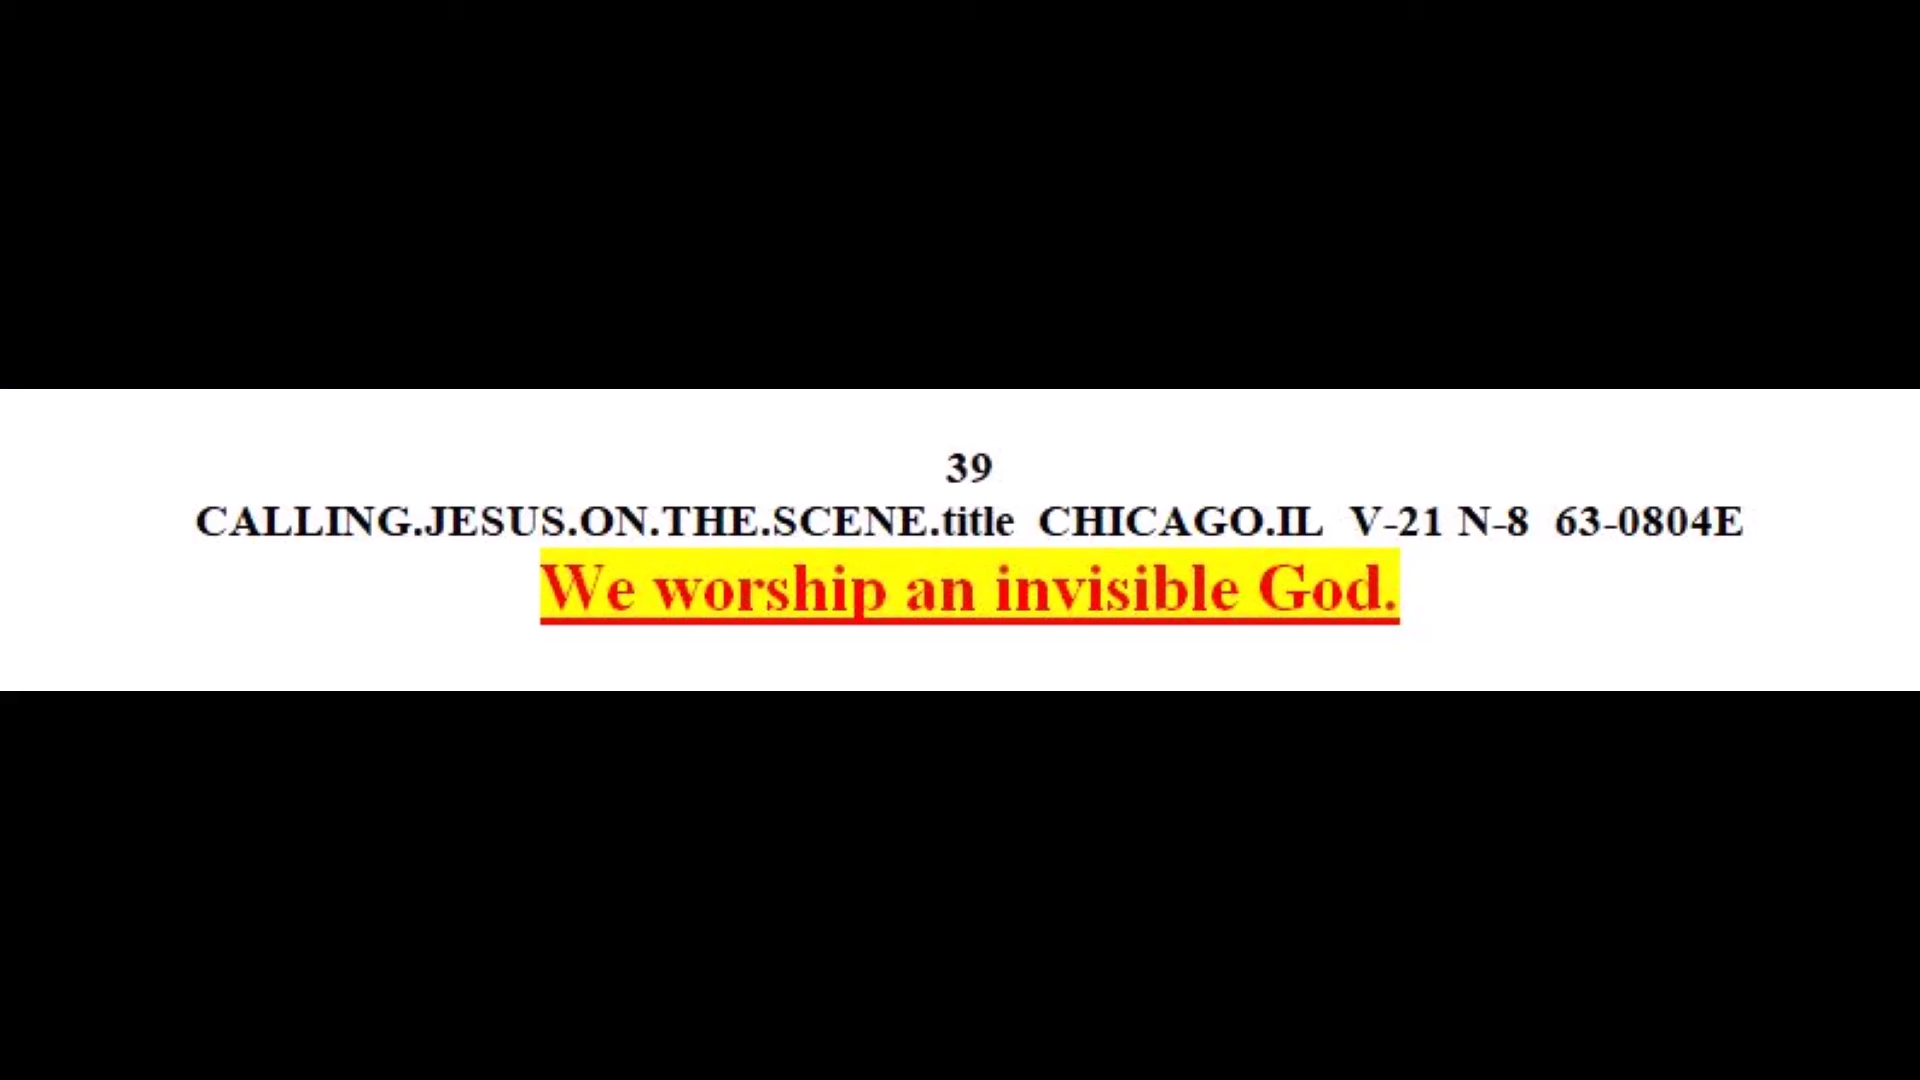 39
CALLING.JESUS.ON.THE.SCENE.title CHICAGO.IL V-21 N-8 63-0804E
We worship an invisible God.